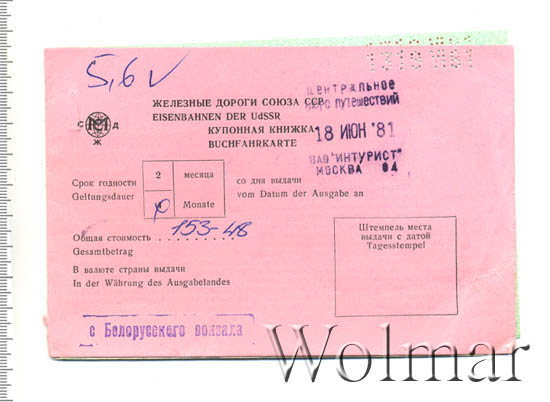 5,6 V
ЖЕЛЕЗНЫЕ ДОРОГИ СОЮЗА ССР
EISENBAHNEN DER UdSSR
КУПОННАЯ КНИЖКА
BUCHFAHRKARTE
С Д
Ж
Центральное
бюро путешествий
18 ИЮН '81
ВАО "ИНТУРИСТ"
МОСКВА 04
Срок годности 2 месяца со дня выдачи
Geltungsdauer Monate vom Datum der Ausgabe an
Общая стоимость 153-48
Gesamtbetrag
В валюте страны выдачи
In der Währung des Ausgabelandes
Штемпель места
выдачи с датой
Tagesstempel
с Белорусского вокзала
Wolmar